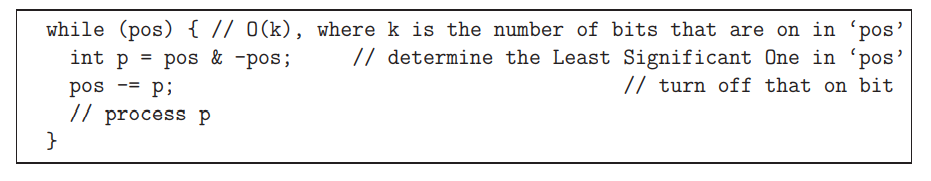 while (pos) { // O(k), where k is the number of bits that are on in ‘pos’
int p = pos & -pos; // determine the Least Significant One in ‘pos’
pos -= p; // turn off that on bit
// process p
}